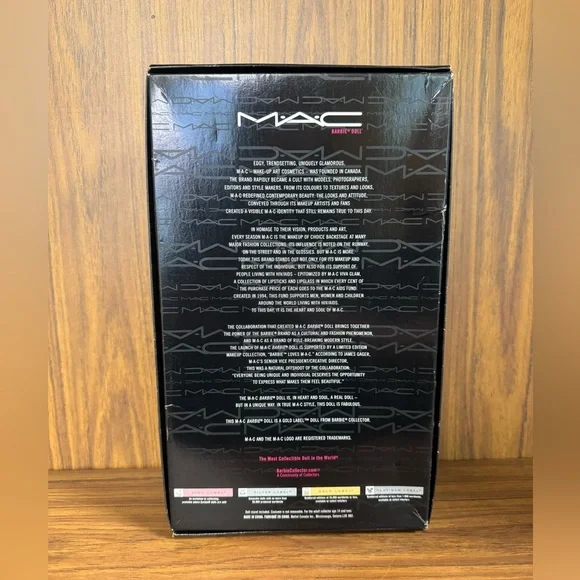 M·A·C
BARBIE® DOLL
EDGY, TRENDSETTING, UNIQUELY GLAMOROUS.
M·A·C – MAKE-UP ART COSMETICS – WAS FOUNDED IN CANADA.
THE BRAND RAPIDLY BECAME A CULT WITH MODELS, PHOTOGRAPHERS,
EDITORS AND STYLE MAKERS. FROM ITS COLOURS TO TEXTURES AND LOOKS,
M·A·C REDEFINED CONTEMPORARY BEAUTY: THE LOOKS AND ATTITUDE,
CONVEYED THROUGH ITS MAKEUP ARTISTS AND FANS
CREATED A VISIBLE M·A·C IDENTITY THAT STILL REMAINS TRUE TO THIS DAY.
IN HOMAGE TO THEIR VISION, PRODUCTS AND ART,
EVERY SEASON M·A·C IS THE MAKEUP OF CHOICE BACKSTAGE AT MANY
MAJOR FASHION COLLECTIONS. ITS INFLUENCE IS NOTED ON THE RUNWAY,
ON THE STREET AND IN THE GLOSSIES. BUT M·A·C IS MORE.
TODAY, THIS BRAND STANDS OUT NOT ONLY FOR ITS MAKEUP AND
RESPECT OF THE INDIVIDUAL, BUT ALSO FOR ITS SUPPORT OF
PEOPLE LIVING WITH HIV/AIDS – EPITOMIZED BY M·A·C VIVA GLAM,
A COLLECTION OF LIPSTICKS AND LIPGLASS IN WHICH EVERY CENT OF
THE PURCHASE PRICE OF EACH GOES TO THE M·A·C AIDS FUND.
CREATED IN 1994, THIS FUND SUPPORTS MEN, WOMEN AND CHILDREN
AROUND THE WORLD LIVING WITH HIV/AIDS.
TO THIS DAY, IT IS THE HEART AND SOUL OF M·A·C.
THE COLLABORATION THAT CREATED M·A·C BARBIE® DOLL BRINGS TOGETHER
THE POWER OF THE BARBIE® BRAND AS A CULTURAL AND FASHION PHENOMENON,
AND M·A·C AS A BRAND OF RULE-BREAKING MODERN STYLE.
THE LAUNCH OF M·A·C BARBIE® DOLL IS SUPPORTED BY A LIMITED EDITION
MAKEUP COLLECTION, "BARBIE™ LOVES M·A·C." ACCORDING TO JAMES GAGER,
M·A·C'S SENIOR VICE PRESIDENT/CREATIVE DIRECTOR,
THIS WAS A NATURAL OFFSHOOT OF THE COLLABORATION.
"EVERYONE BEING UNIQUE AND INDIVIDUAL DESERVES THE OPPORTUNITY
TO EXPRESS WHAT MAKES THEM FEEL BEAUTIFUL."
THE M·A·C BARBIE® DOLL IS, IN HEART AND SOUL, A REAL DOLL –
BUT IN A UNIQUE WAY. IN TRUE M·A·C STYLE, THIS DOLL IS FABULOUS.
THIS M·A·C BARBIE® DOLL IS A GOLD LABEL™ DOLL FROM BARBIE® COLLECTOR.
M·A·C AND THE M·A·C LOGO ARE REGISTERED TRADEMARKS.
The Most Collectible Doll in the World®
BarbieCollector.com™
A Community of Collectors
PINK LABEL™ SILVER LABEL™ GOLD LABEL™ PLATINUM LABEL™